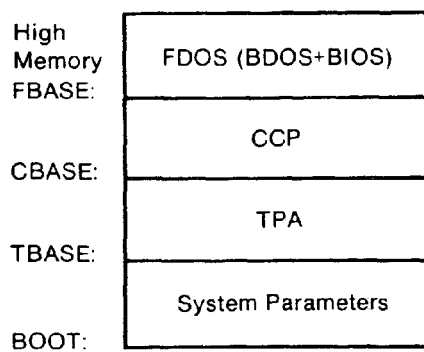 High
Memory
FDOS (BDOS+BIOS)
FBASE:
CCP
CBASE:
TPA
TBASE:
System Parameters
BOOT: